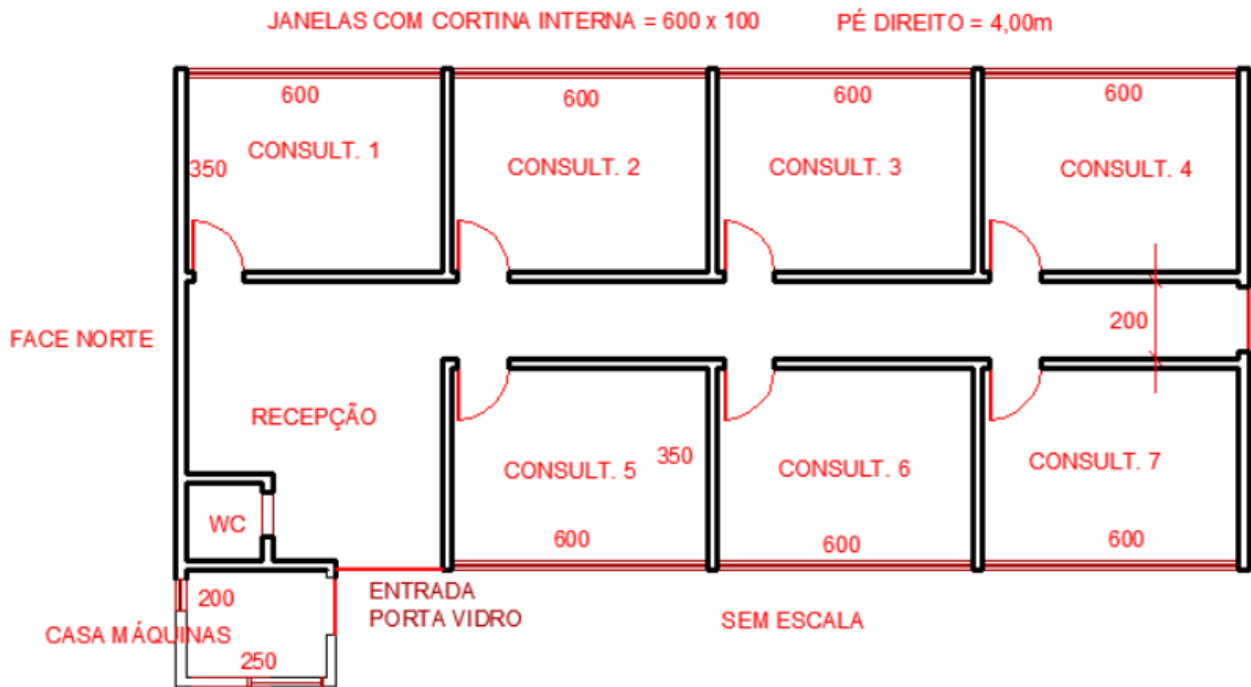 JANELAS COM CORTINA INTERNA = 600 x 100
PÉ DIREITO = 4,00m
600
600
600
600
CONSULT. 1
350
CONSULT. 2
CONSULT. 3
CONSULT. 4
FACE NORTE
200
RECEPÇÃO
CONSULT. 5
350
CONSULT. 6
CONSULT. 7
WC
600
600
600
ENTRADA
PORTA VIDRO
200
CASA MÁQUINAS
SEM ESCALA
250